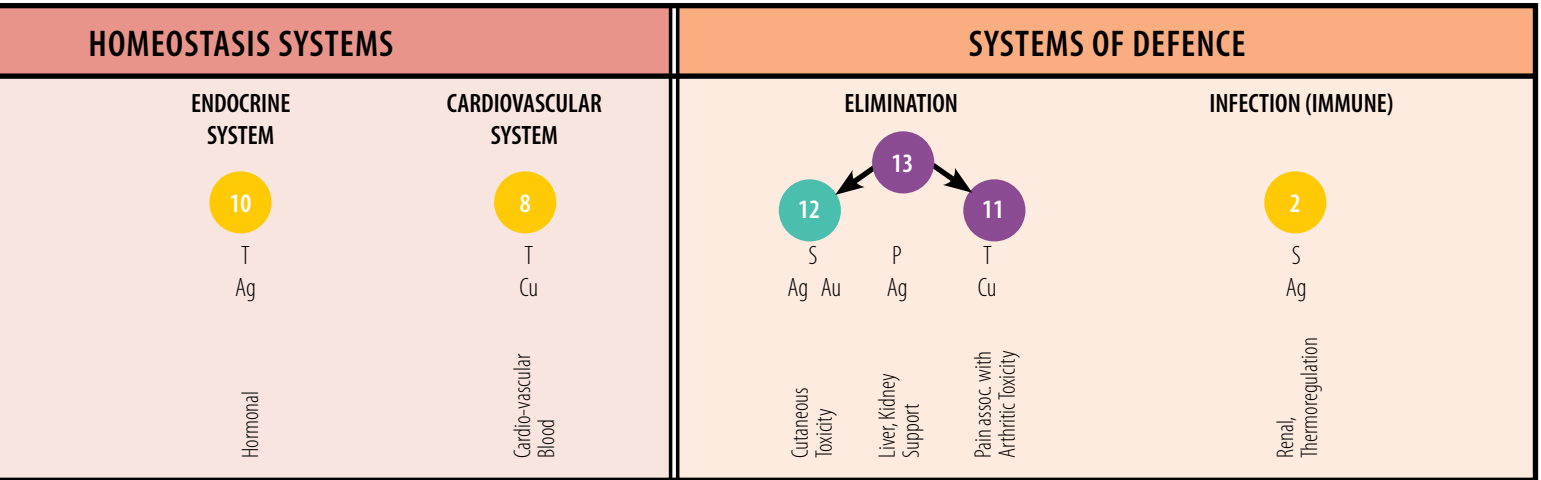 HOMEOSTASIS SYSTEMS
SYSTEMS OF DEFENCE
ENDOCRINE
SYSTEM
CARDIOVASCULAR
SYSTEM
ELIMINATION
INFECTION (IMMUNE)
10
8
13
12
11
2
T
T
S
P
T
S
Ag
Cu
Ag Au
Ag
Cu
Ag
Hormonal
Cardio-vascular
Blood
Cutaneous
Toxicity
Liver, Kidney
Support
Pain assoc. with
Arthritic Toxicity
Renal,
Thermoregulation